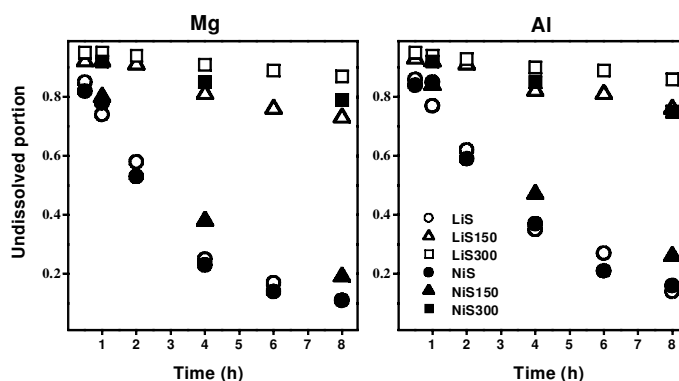 Mg
Al
Undissolved portion
0.8
0.6
0.4
0.2
1 2 3 4 5 6 7 8
Time (h)
0.8
0.6
0.4
0.2
LiS
LiS150
LiS300
NiS
NiS150
NiS300
1 2 3 4 5 6 7 8
Time (h)